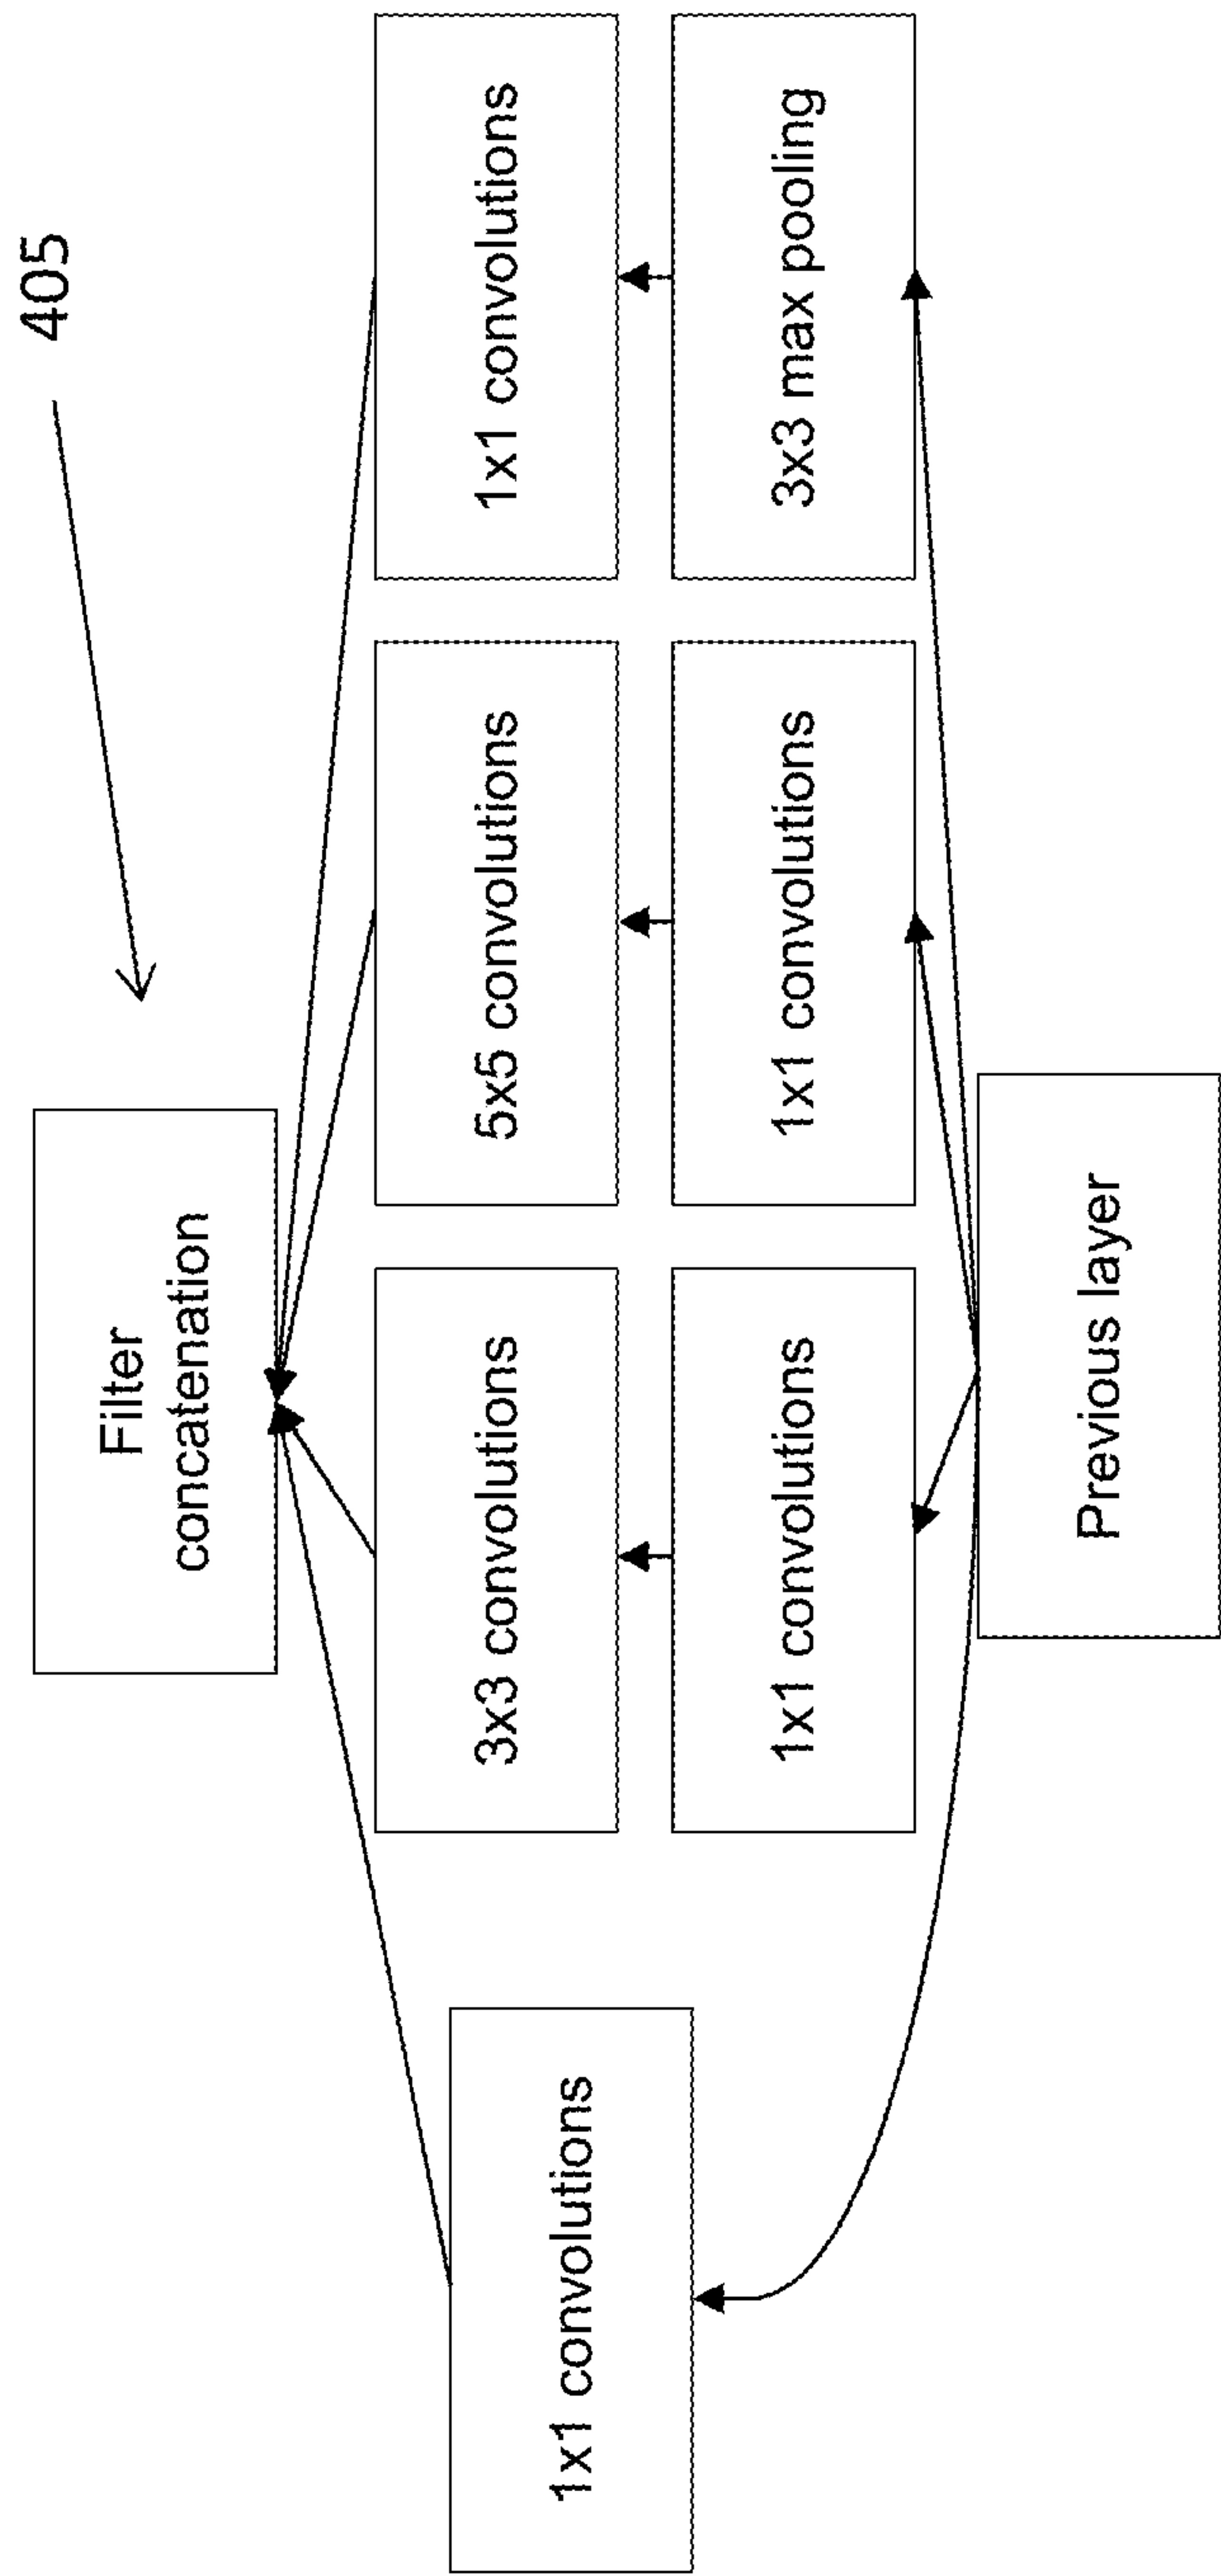 405
Filter
concatenation
1x1 convolutions
3x3 convolutions
5x5 convolutions
1x1 convolutions
1x1 convolutions
1x1 convolutions
3x3 max pooling
Previous layer